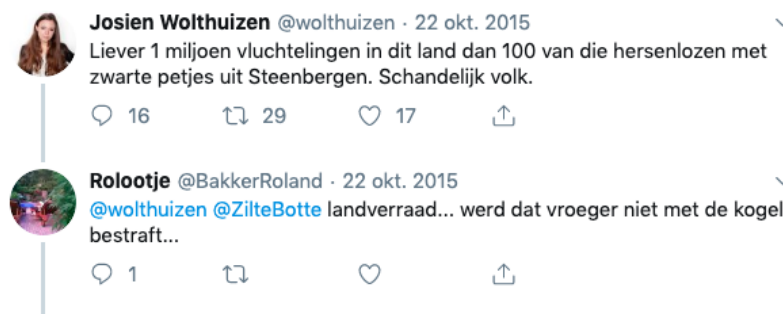 Josien Wolthuizen @wolthuizen · 22 okt. 2015
Liever 1 miljoen vluchtelingen in dit land dan 100 van die hersenlozen met
zwarte petjes uit Steenbergen. Schandelijk volk.
16 29 17
Rolootje @BakkerRoland · 22 okt. 2015
@wolthuizen @ZilteBotte landverraad... werd dat vroeger niet met de kogel
bestraft...
1